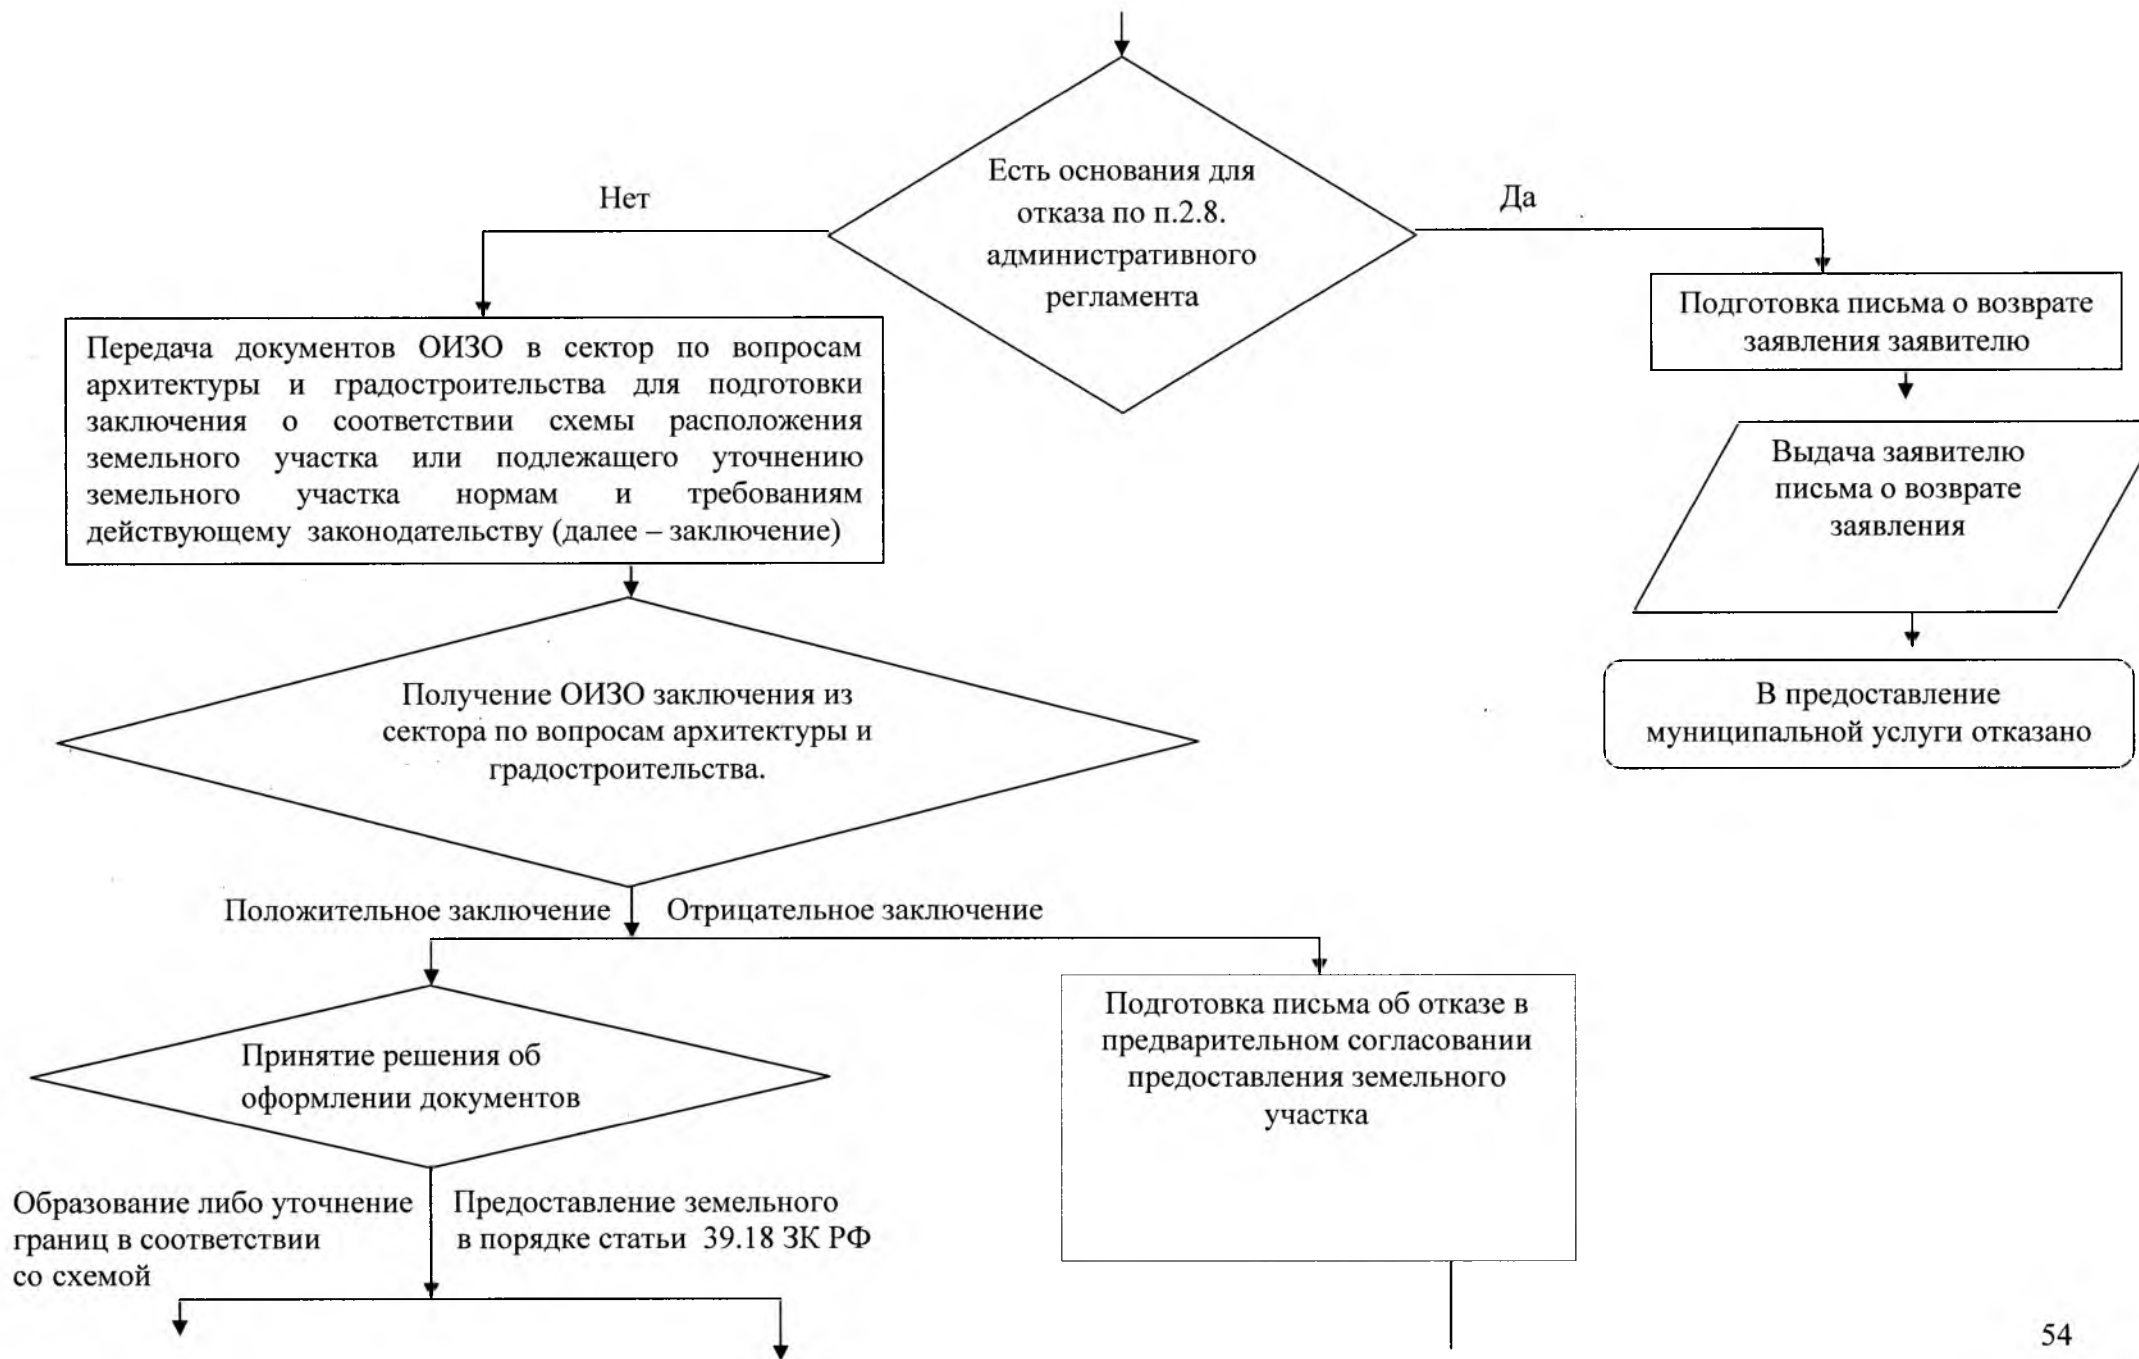 Есть основания для
отказа по п.2.8.
административного
регламента
Нет
Да
Передача документов ОИЗО в сектор по вопросам
архитектуры и градостроительства для подготовки
заключения о соответствии схемы расположения
земельного участка или подлежащего уточнению
земельного участка нормам и требованиям
действующему законодательству (далее – заключение)
Подготовка письма о возврате
заявления заявителю
Выдача заявителю
письма о возврате
заявления
В предоставление
муниципальной услуги отказано
Получение ОИЗО заключения из
сектора по вопросам архитектуры и
градостроительства.
Положительное заключение
Отрицательное заключение
Принятие решения об
оформлении документов
Подготовка письма об отказе в
предварительном согласовании
предоставления земельного
участка
Образование либо уточнение
границ в соответствии
со схемой
Предоставление земельного
в порядке статьи 39.18 ЗК РФ
54